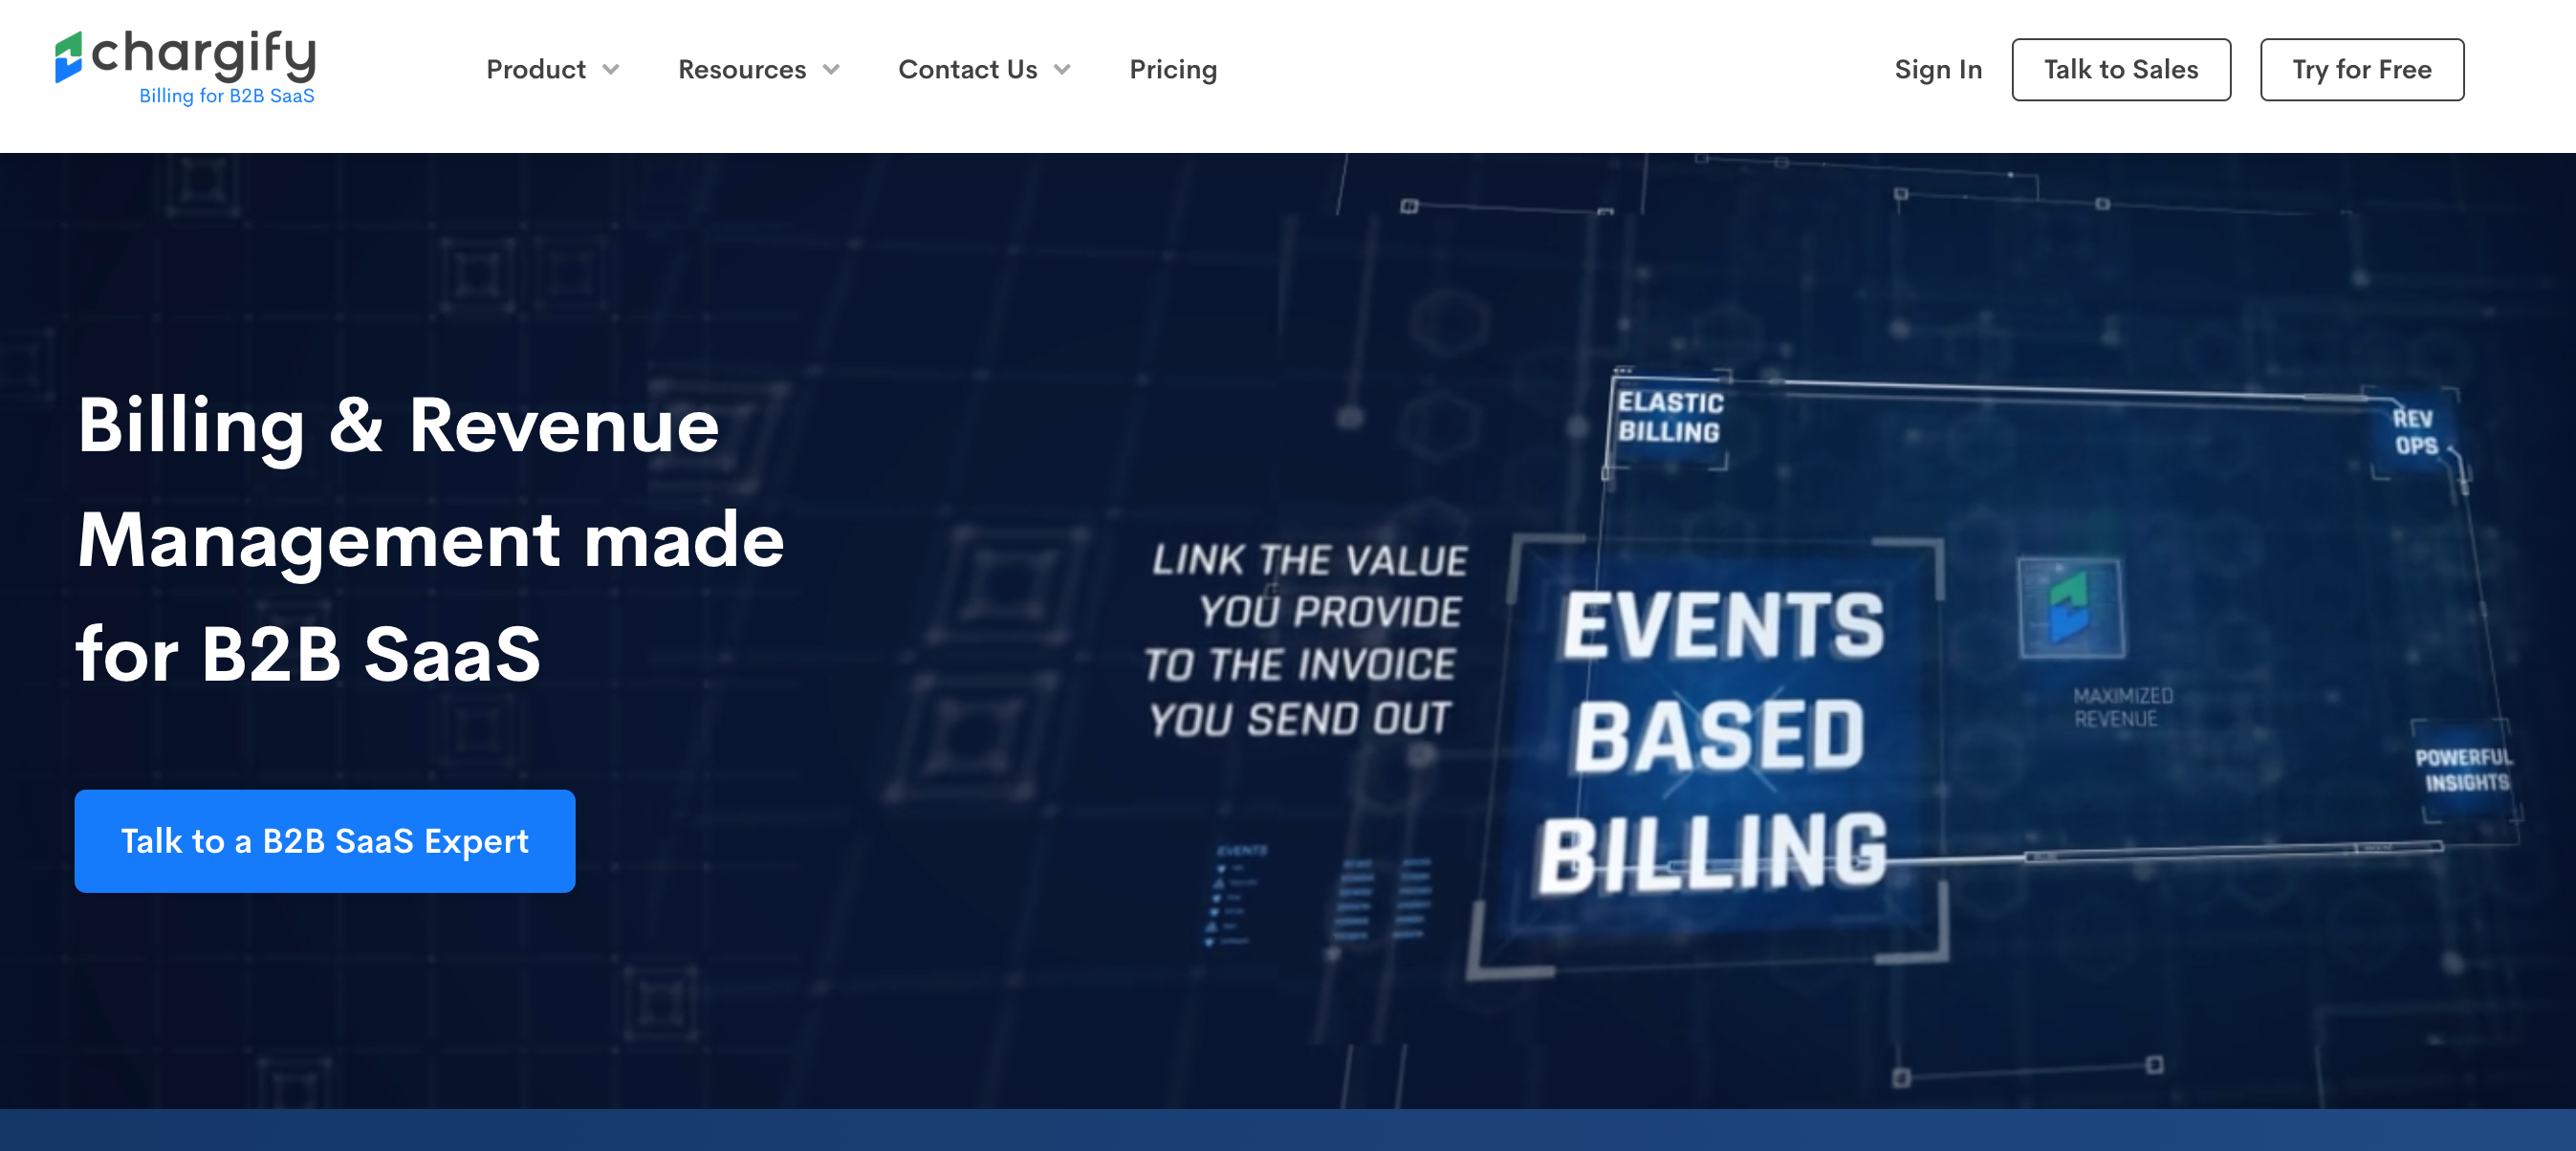 chargify
Billing for B2B SaaS
Product
Resources
Contact Us
Pricing
Sign In
Talk to Sales
Try for Free
Billing & Revenue
Management made
for B2B SaaS
Talk to a B2B SaaS Expert
LINK THE VALUE
YOU PROVIDE
TO THE INVOICE
YOU SEND OUT
ELASTIC
BILLING
EVENTS
BASED
BILLING
REV
OPS
MAXIMIZED
REVENUE
POWERFUL
INSIGHTS
EVENTS